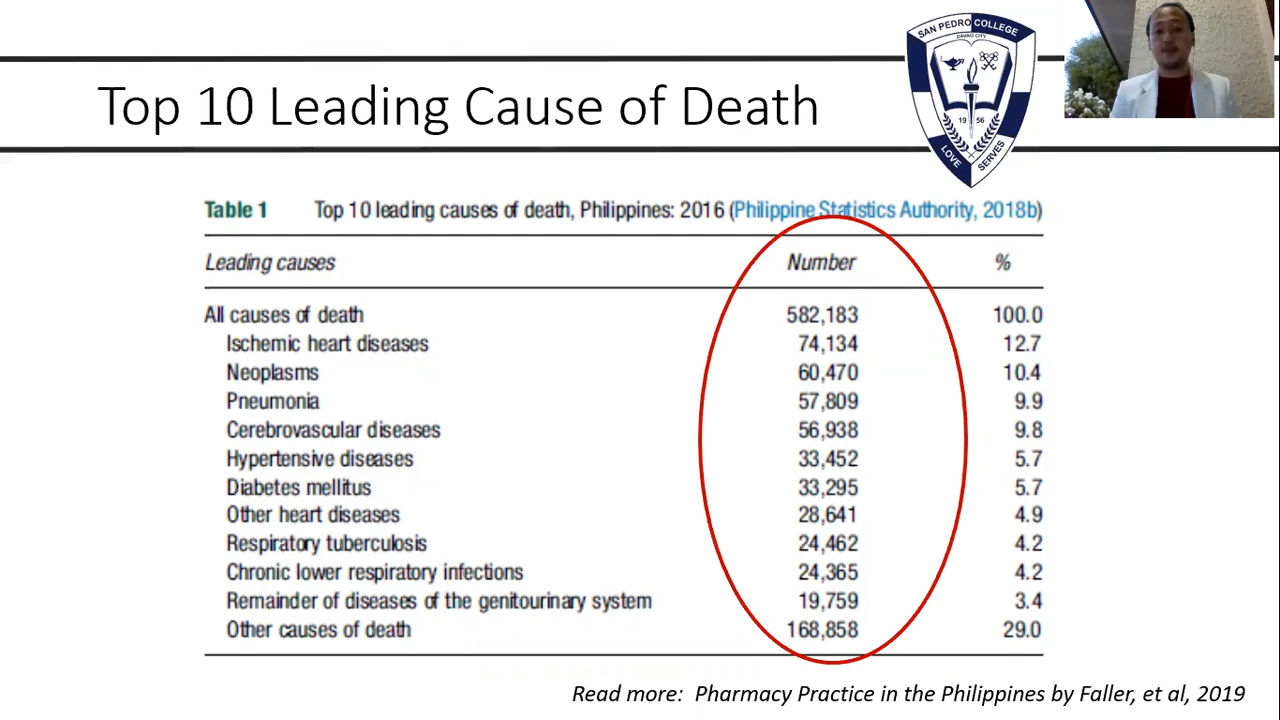 SAN PEDRO COLLEGE
DAVAO CITY
Top 10 Leading Cause of Death
19 56
LOVE SERVES
Table 1 Top 10 leading causes of death, Philippines: 2016 (Philippine Statistics Authority, 2018b)
Leading causes Number %
All causes of death 582,183 100.0
Ischemic heart diseases 74,134 12.7
Neoplasms 60,470 10.4
Pneumonia 57,809 9.9
Cerebrovascular diseases 56,938 9.8
Hypertensive diseases 33,452 5.7
Diabetes mellitus 33,295 5.7
Other heart diseases 28,641 4.9
Respiratory tuberculosis 24,462 4.2
Chronic lower respiratory infections 24,365 4.2
Remainder of diseases of the genitourinary system 19,759 3.4
Other causes of death 168,858 29.0
Read more: Pharmacy Practice in the Philippines by Faller, et al, 2019